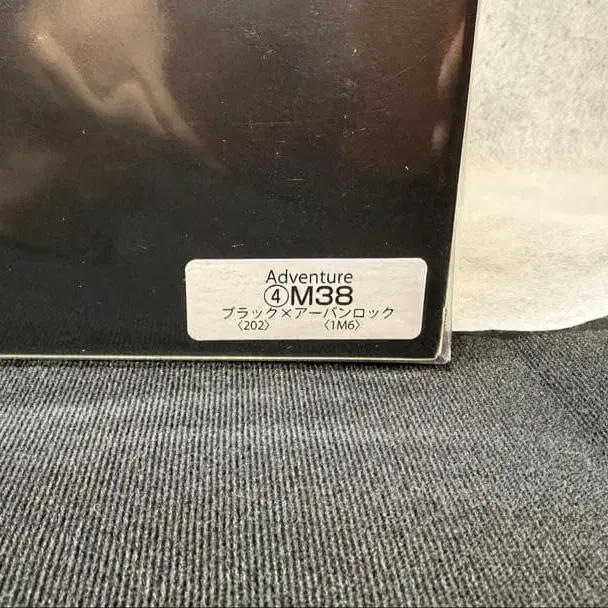 Adventure
④M38
ブラック×アーバンロック
〈202〉 〈1M6〉